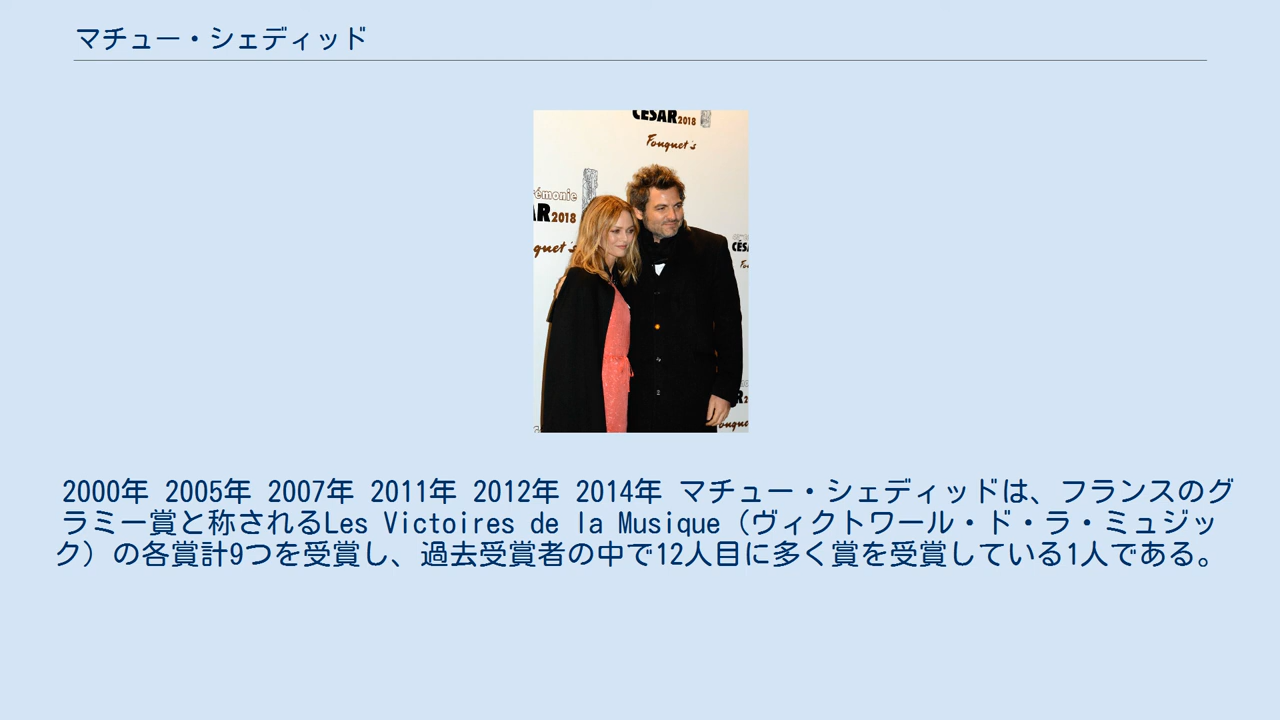 マチュー・シェディッド
CESAR2018
Fouquet's
émonie
AR2018
ouquet's
CÉS
Fo
R2
ouque
2000年 2005年 2007年 2011年 2012年 2014年 マチュー・シェディッドは、フランスのグ
ラミー賞と称されるLes Victoires de la Musique（ヴィクトワール・ド・ラ・ミュジッ
ク）の各賞計9つを受賞し、過去受賞者の中で12人目に多く賞を受賞している1人である。